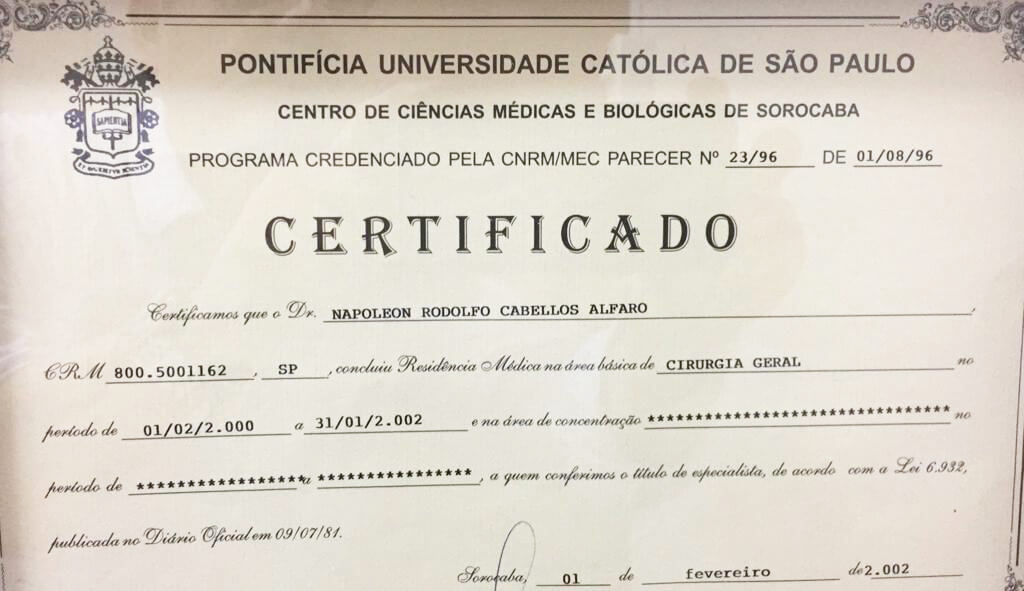 PONTIFÍCIA UNIVERSIDADE CATÓLICA DE SÃO PAULO
CENTRO DE CIÊNCIAS MÉDICAS E BIOLÓGICAS DE SOROCABA
PROGRAMA CREDENCIADO PELA CNRM/MEC PARECER Nº 23/96 DE 01/08/96
SAPIENTIA
CERTIFICADO
Certificamos que o Dr. NAPOLEON RODOLFO CABELLOS ALFARO,
CRM 800.5001162, SP, concluiu Residência Médica na área básica de CIRURGIA GERAL no
período de 01/02/2.000 a 31/01/2.002 e na área de concentração ****************************** no
período de ****************** a ****************, a quem conferimos o título de especialista, de acordo com a Lei 6.932,
publicada no Diário Oficial em 09/07/81.
Sorocaba, 01 de fevereiro de 2.002